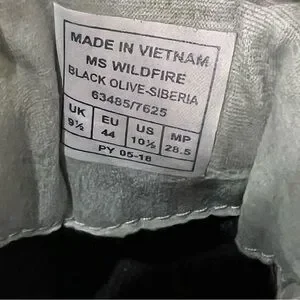 MADE IN VIETNAM
MS WILDFIRE
BLACK OLIVE-SIBERIA
63485/7625
UK EU US MP
9½ 44 10½ 28.5
PY 05-18